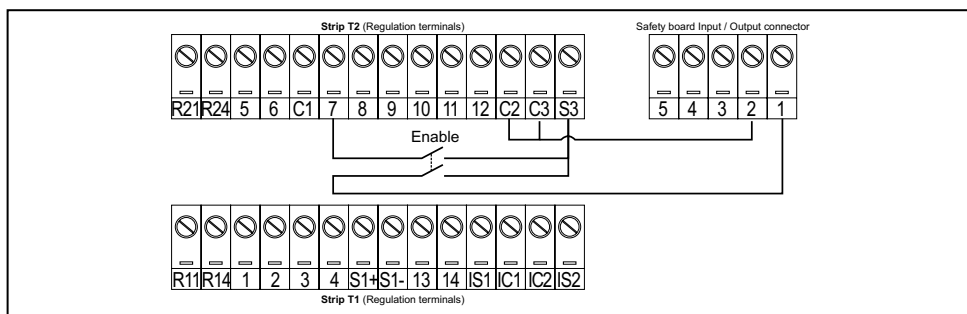 Strip T2 (Regulation terminals)
Safety board Input / Output connector
R21 R24 5 6 C1 7 8 9 10 11 12 C2 C3 S3
5 4 3 2 1
Enable
R11 R14 1 2 3 4 S1+ S1- 13 14 IS1 IC1 IC2 IS2
Strip T1 (Regulation terminals)